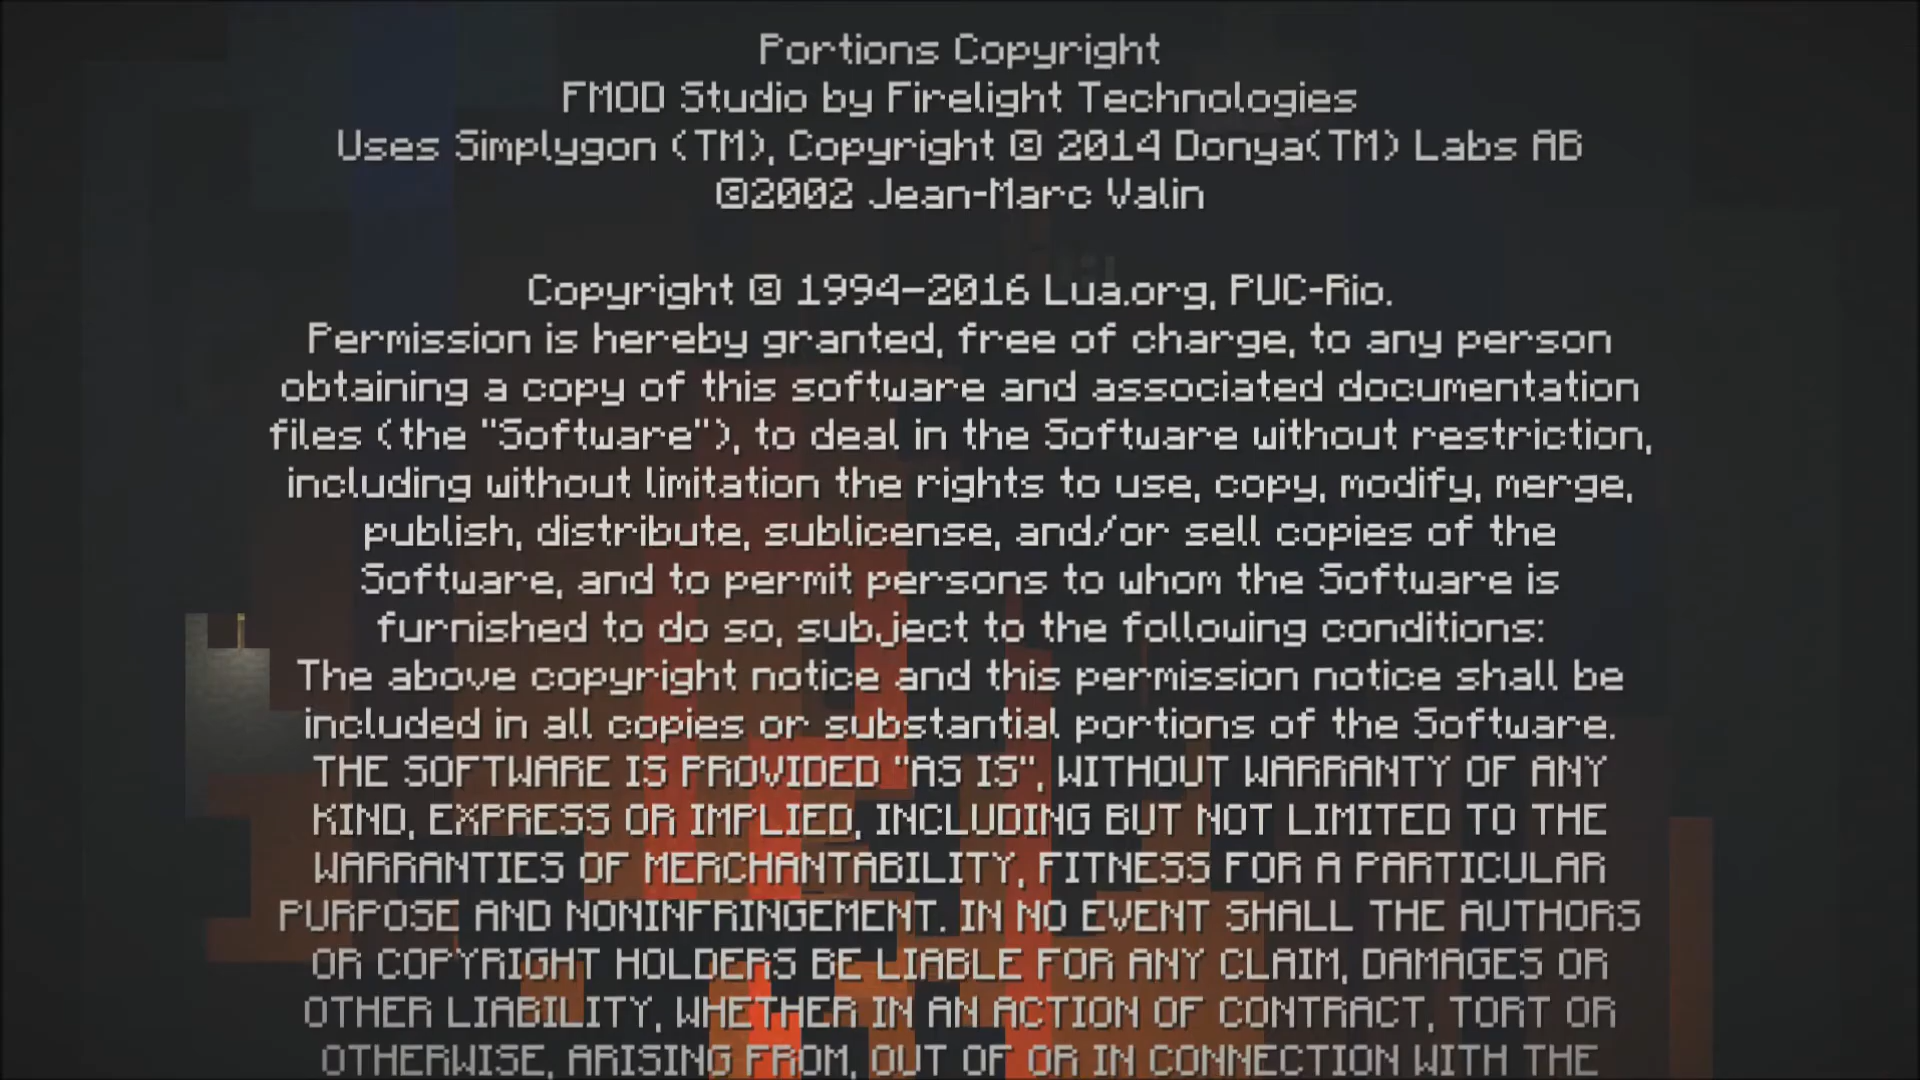 Portions Copyright
FMOD Studio by Firelight Technologies
Uses Simplygon (TM), Copyright © 2014 Donya(TM) Labs AB
©2002 Jean-Marc Valin
Copyright © 1994–2016 Lua.org, PUC-Rio.
Permission is hereby granted, free of charge, to any person
obtaining a copy of this software and associated documentation
files (the "Software"), to deal in the Software without restriction,
including without limitation the rights to use, copy, modify, merge,
publish, distribute, sublicense, and/or sell copies of the
Software, and to permit persons to whom the Software is
furnished to do so, subject to the following conditions:
The above copyright notice and this permission notice shall be
included in all copies or substantial portions of the Software.
THE SOFTWARE IS PROVIDED "AS IS", WITHOUT WARRANTY OF ANY
KIND, EXPRESS OR IMPLIED, INCLUDING BUT NOT LIMITED TO THE
WARRANTIES OF MERCHANTABILITY, FITNESS FOR A PARTICULAR
PURPOSE AND NONINFRINGEMENT. IN NO EVENT SHALL THE AUTHORS
OR COPYRIGHT HOLDERS BE LIABLE FOR ANY CLAIM, DAMAGES OR
OTHER LIABILITY, WHETHER IN AN ACTION OF CONTRACT, TORT OR
OTHERWISE, ARISING FROM, OUT OF OR IN CONNECTION WITH THE